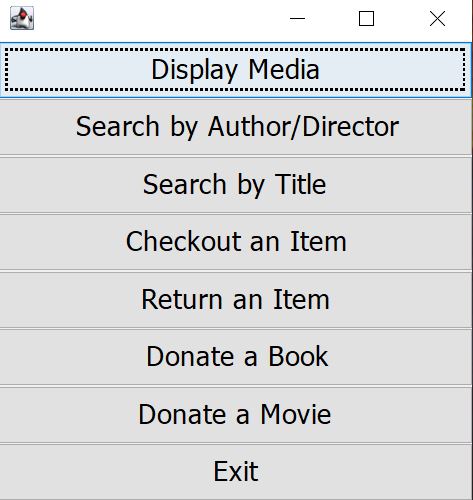 Display Media
Search by Author/Director
Search by Title
Checkout an Item
Return an Item
Donate a Book
Donate a Movie
Exit